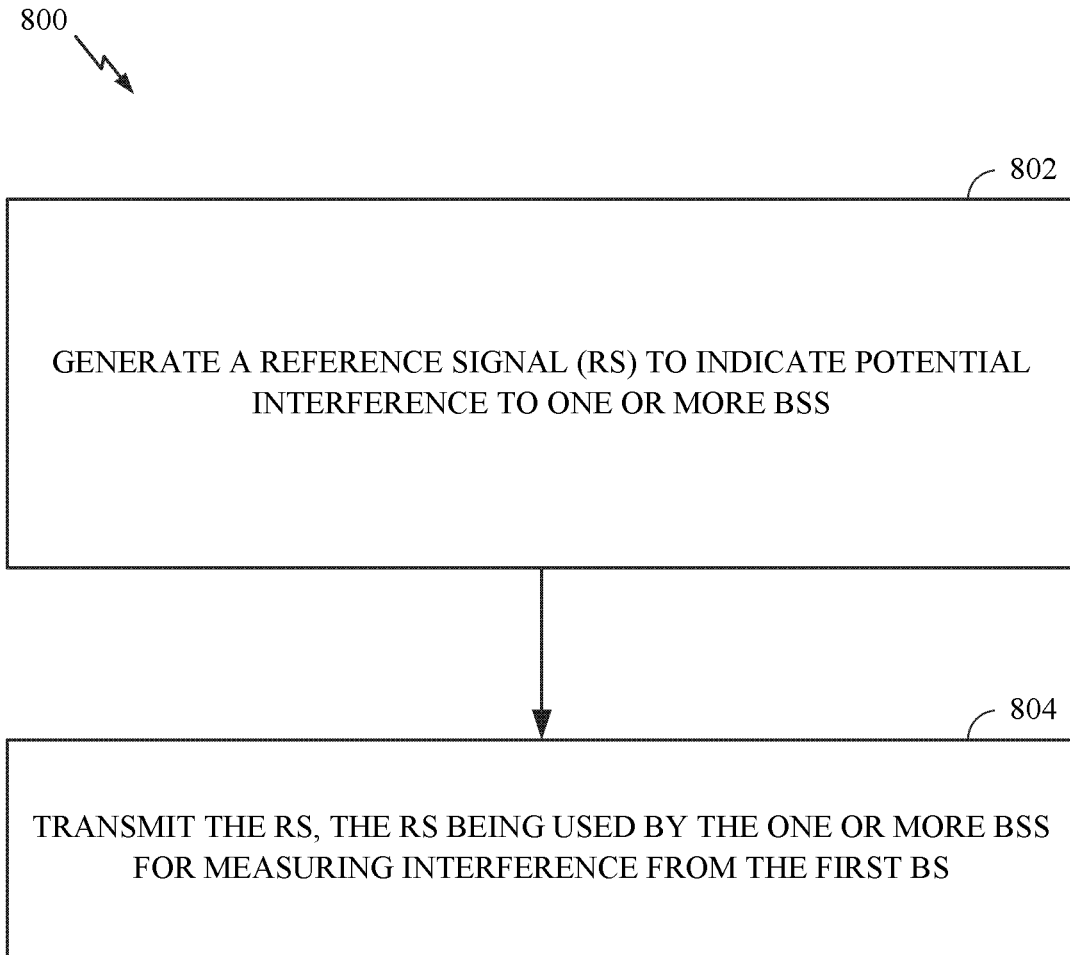 800
802
GENERATE A REFERENCE SIGNAL (RS) TO INDICATE POTENTIAL
INTERFERENCE TO ONE OR MORE BSS
804
TRANSMIT THE RS, THE RS BEING USED BY THE ONE OR MORE BSS
FOR MEASURING INTERFERENCE FROM THE FIRST BS